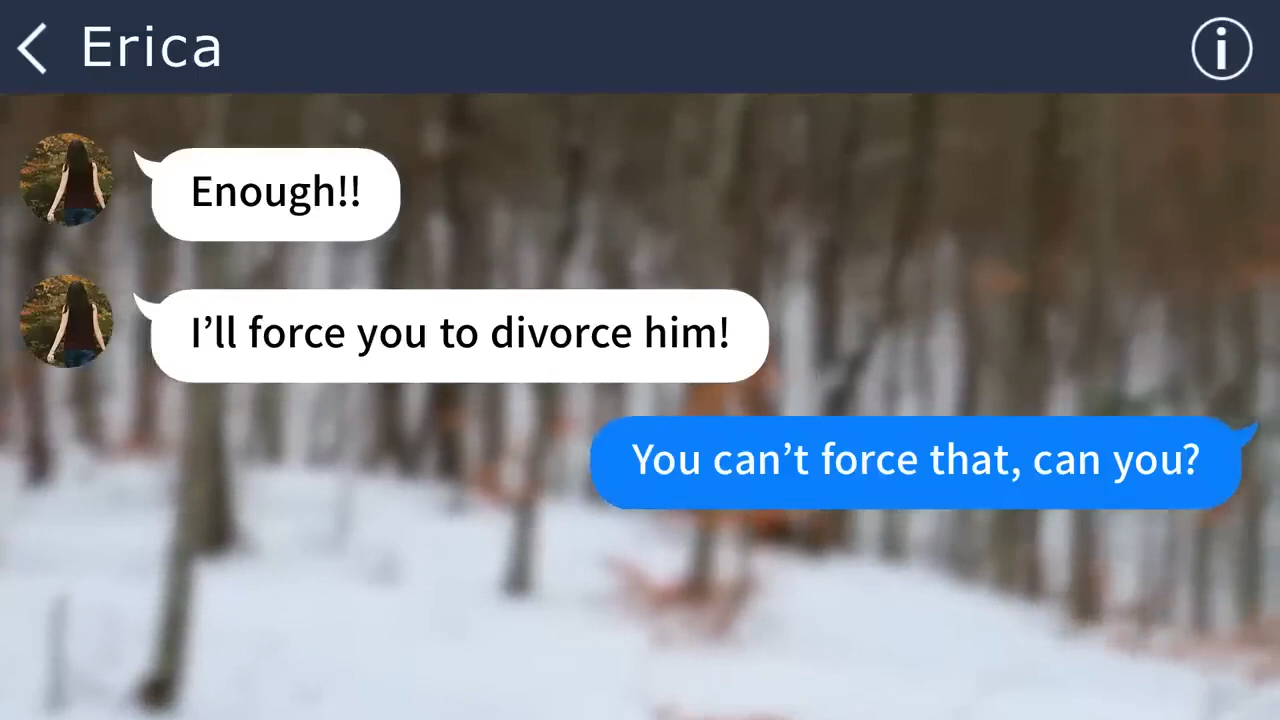 Erica
Enough!!
I’ll force you to divorce him!
You can’t force that, can you?